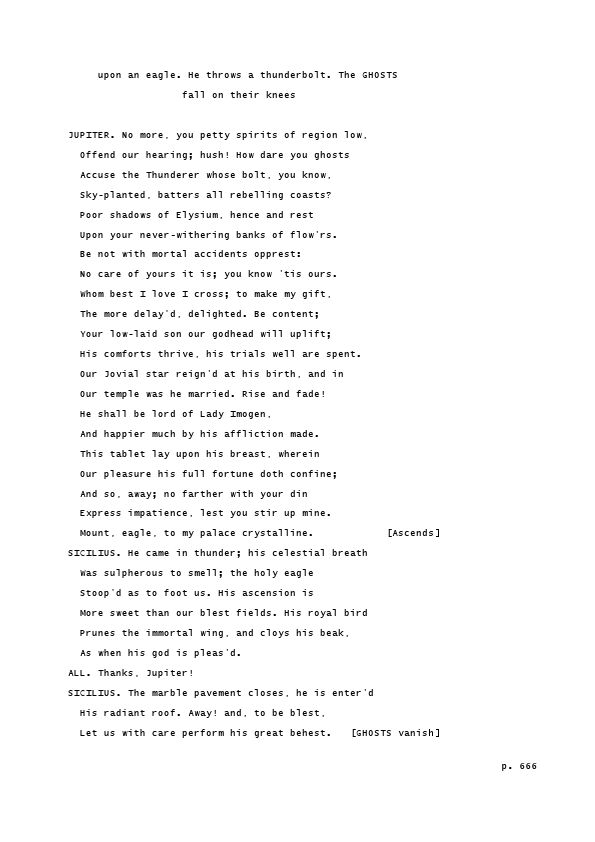 upon an eagle. He throws a thunderbolt. The GHOSTS
fall on their knees
JUPITER. No more, you petty spirits of region low,
Offend our hearing; hush! How dare you ghosts
Accuse the Thunderer whose bolt, you know,
Sky-planted, batters all rebelling coasts?
Poor shadows of Elysium, hence and rest
Upon your never-withering banks of flow'rs.
Be not with mortal accidents opprest:
No care of yours it is; you know 'tis ours.
Whom best I love I cross; to make my gift,
The more delay'd, delighted. Be content;
Your low-laid son our godhead will uplift;
His comforts thrive, his trials well are spent.
Our Jovial star reign'd at his birth, and in
Our temple was he married. Rise and fade!
He shall be lord of Lady Imogen,
And happier much by his affliction made.
This tablet lay upon his breast, wherein
Our pleasure his full fortune doth confine;
And so, away; no farther with your din
Express impatience, lest you stir up mine.
Mount, eagle, to my palace crystalline. [Ascends]
SICILIUS. He came in thunder; his celestial breath
Was sulpherous to smell; the holy eagle
Stoop'd as to foot us. His ascension is
More sweet than our blest fields. His royal bird
Prunes the immortal wing, and cloys his beak,
As when his god is pleas'd.
ALL. Thanks, Jupiter!
SICILIUS. The marble pavement closes, he is enter'd
His radiant roof. Away! and, to be blest,
Let us with care perform his great behest. [GHOSTS vanish]
p. 666